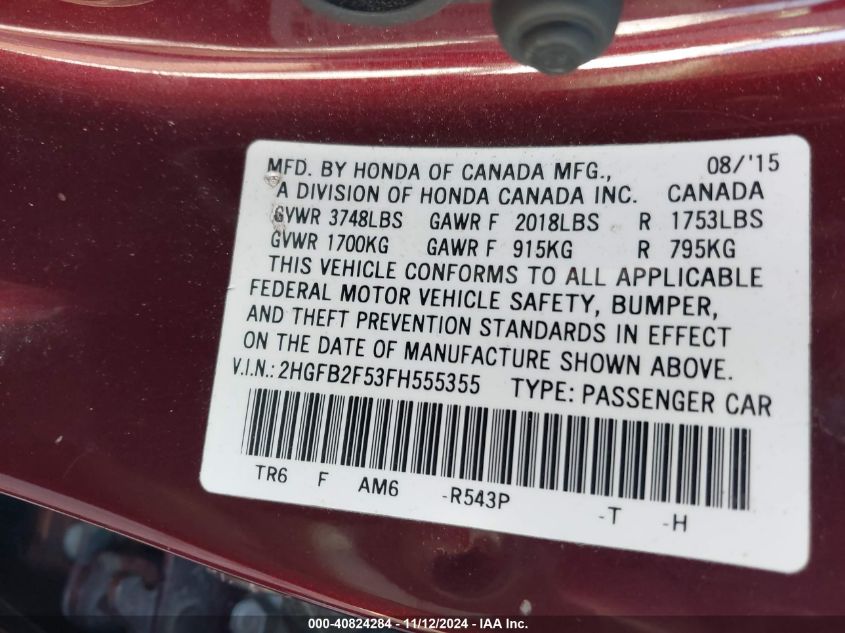 MFD. BY HONDA OF CANADA MFG., 08/'15
A DIVISION OF HONDA CANADA INC. CANADA
GVWR 3748LBS GAWR F 2018LBS R 1753LBS
GVWR 1700KG GAWR F 915KG R 795KG
THIS VEHICLE CONFORMS TO ALL APPLICABLE
FEDERAL MOTOR VEHICLE SAFETY, BUMPER,
AND THEFT PREVENTION STANDARDS IN EFFECT
ON THE DATE OF MANUFACTURE SHOWN ABOVE.
V.I.N.: 2HGFB2F53FH555355 TYPE: PASSENGER CAR
TR6 F AM6 -R543P -T -H
000-40824284 - 11/12/2024 - IAA Inc.